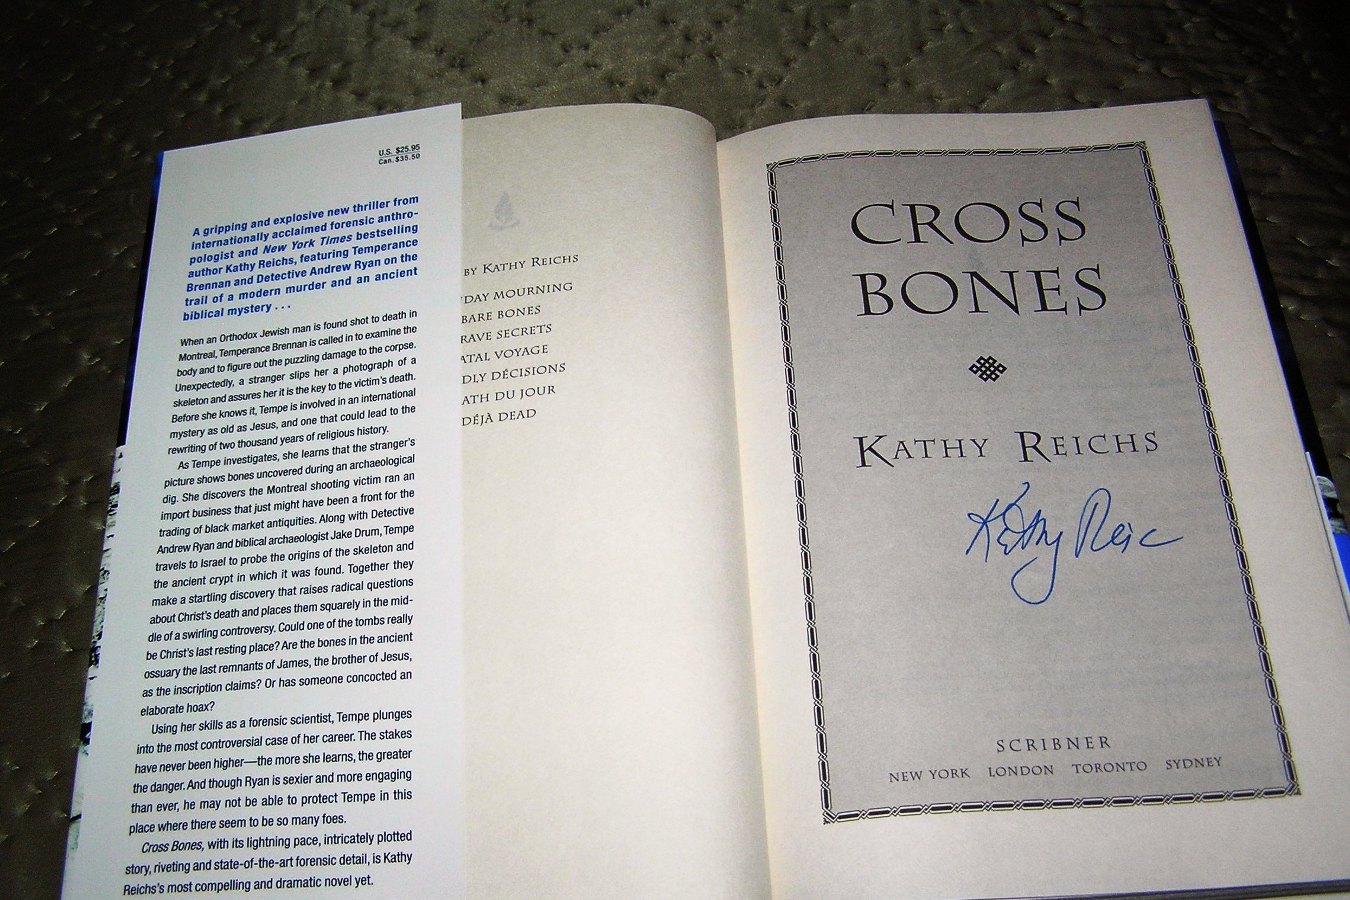 U.S. $25.95
Can. $35.50
A gripping and explosive new thriller from
internationally acclaimed forensic anthro-
pologist and New York Times bestselling
author Kathy Reichs, featuring Temperance
Brennan and Detective Andrew Ryan on the
trail of a modern murder and an ancient
biblical mystery . . .
When an Orthodox Jewish man is found shot to death in
Montreal, Temperance Brennan is called in to examine the
body and to figure out the puzzling damage to the corpse.
Unexpectedly, a stranger slips her a photograph of a
skeleton and assures her it is the key to the victim's death.
Before she knows it, Tempe is involved in an international
mystery as old as Jesus, and one that could lead to the
rewriting of two thousand years of religious history.
As Tempe investigates, she learns that the stranger's
picture shows bones uncovered during an archaeological
dig. She discovers the Montreal shooting victim ran an
import business that just might have been a front for the
trading of black market antiquities. Along with Detective
Andrew Ryan and biblical archaeologist Jake Drum, Tempe
travels to Israel to probe the origins of the skeleton and
the ancient crypt in which it was found. Together they
make a startling discovery that raises radical questions
about Christ's death and places them squarely in the mid-
dle of a swirling controversy. Could one of the tombs really
be Christ's last resting place? Are the bones in the ancient
ossuary the last remnants of James, the brother of Jesus,
as the inscription claims? Or has someone concocted an
elaborate hoax?
Using her skills as a forensic scientist, Tempe plunges
into the most controversial case of her career. The stakes
have never been higher—the more she learns, the greater
the danger. And though Ryan is sexier and more engaging
than ever, he may not be able to protect Tempe in this
place where there seem to be so many foes.
Cross Bones, with its lightning pace, intricately plotted
story, riveting and state-of-the-art forensic detail, is Kathy
Reichs's most compelling and dramatic novel yet.
BY KATHY REICHS
DAY MOURNING
BARE BONES
RAVE SECRETS
ATAL VOYAGE
DLY DÉCISIONS
ATH DU JOUR
DÉJÀ DEAD
CROSS
BONES
KATHY REICHS
Kathy Reic
SCRIBNER
NEW YORK LONDON TORONTO SYDNEY